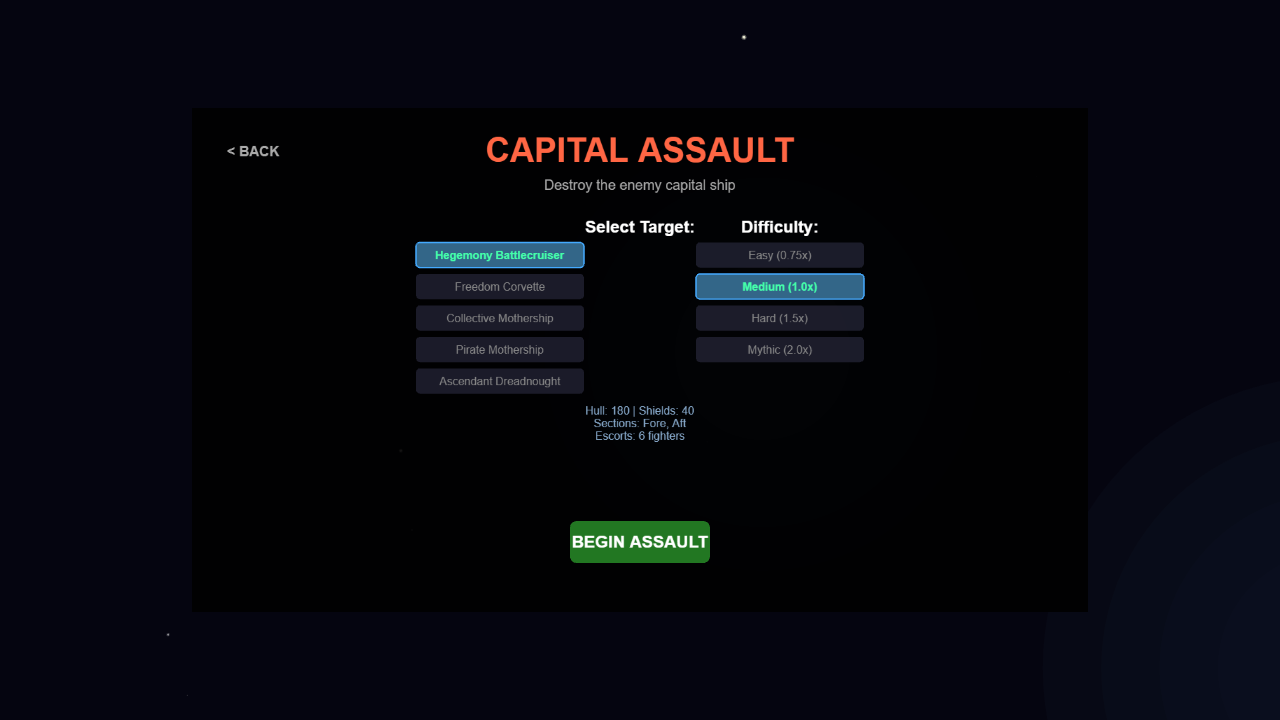 < BACK
CAPITAL ASSAULT
Destroy the enemy capital ship
Select Target:
Difficulty:
Hegemony Battlecruiser
Freedom Corvette
Collective Mothership
Pirate Mothership
Ascendant Dreadnought
Easy (0.75x)
Medium (1.0x)
Hard (1.5x)
Mythic (2.0x)
Hull: 180 | Shields: 40
Sections: Fore, Aft
Escorts: 6 fighters
BEGIN ASSAULT